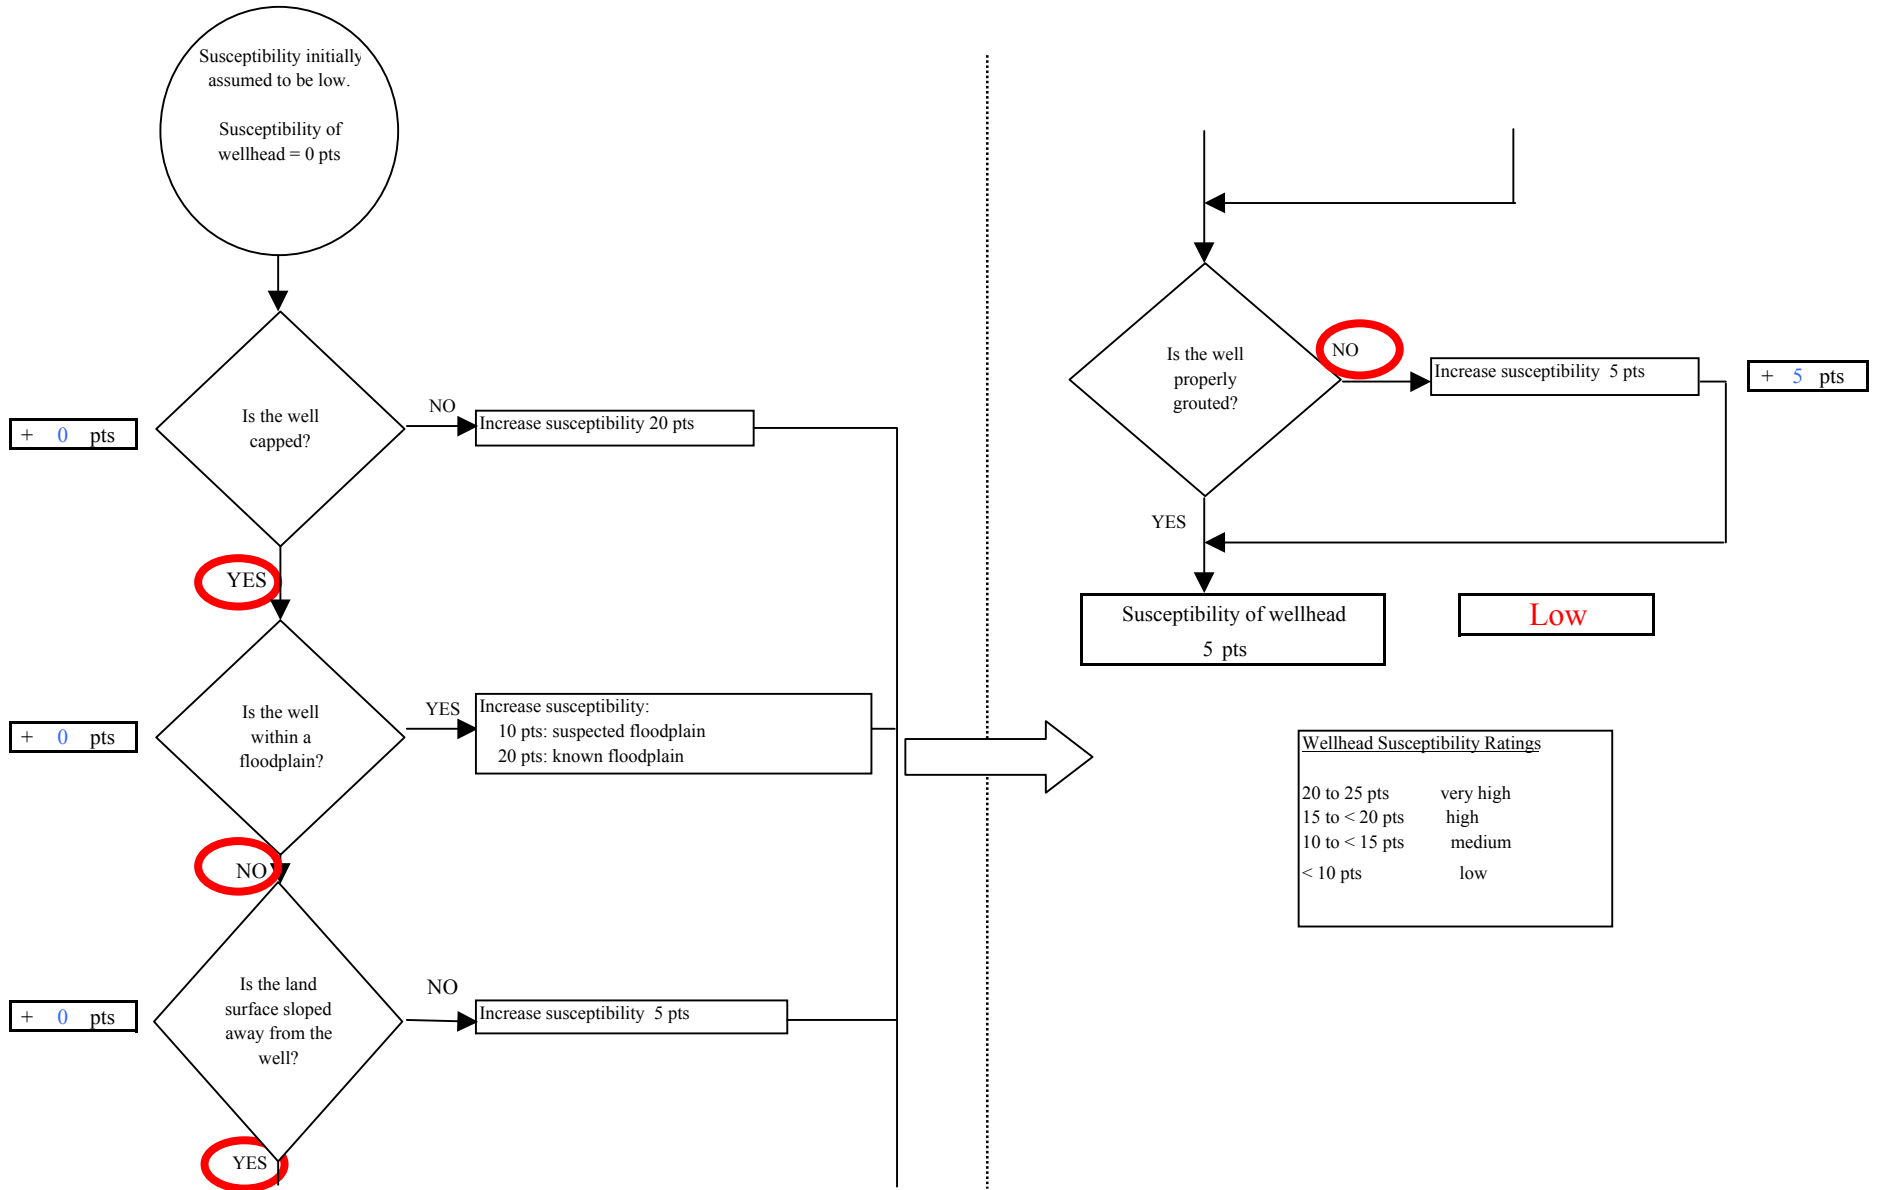 Susceptibility initially
assumed to be low.
Susceptibility of
wellhead = 0 pts
Is the well
capped?
NO
Increase susceptibility 20 pts
+ 0 pts
YES
Is the well
within a
floodplain?
YES
Increase susceptibility:
10 pts: suspected floodplain
20 pts: known floodplain
+ 0 pts
NO
Is the land
surface sloped
away from the
well?
NO
Increase susceptibility 5 pts
+ 0 pts
YES
Is the well
properly
grouted?
NO
Increase susceptibility 5 pts
+ 5 pts
YES
Susceptibility of wellhead
5 pts
Low
Wellhead Susceptibility Ratings
20 to 25 pts very high
15 to < 20 pts high
10 to < 15 pts medium
< 10 pts low